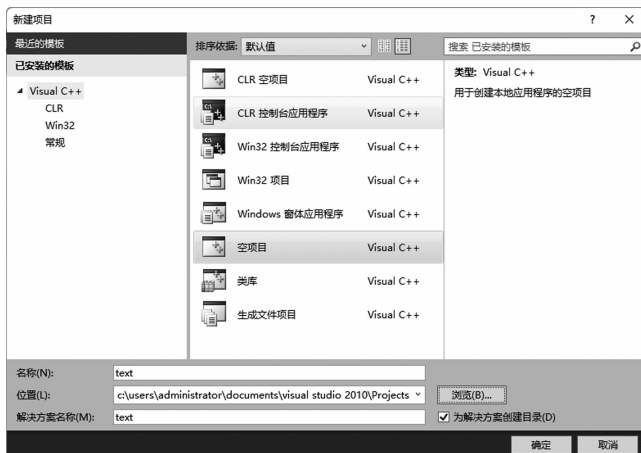 新建项目
? ×
最近的模板
已安装的模板
Visual C++
CLR
Win32
常规
排序依据: 默认值
CLR 空项目 Visual C++
CLR 控制台应用程序 Visual C++
Win32 控制台应用程序 Visual C++
Win32 项目 Visual C++
Windows 窗体应用程序 Visual C++
空项目 Visual C++
类库 Visual C++
生成文件项目 Visual C++
搜索 已安装的模板
类型: Visual C++
用于创建本地应用程序的空项目
名称(N): text
位置(L): c:\users\administrator\documents\visual studio 2010\Projects
浏览(B)...
解决方案名称(M): text
为解决方案创建目录(D)
确定 取消